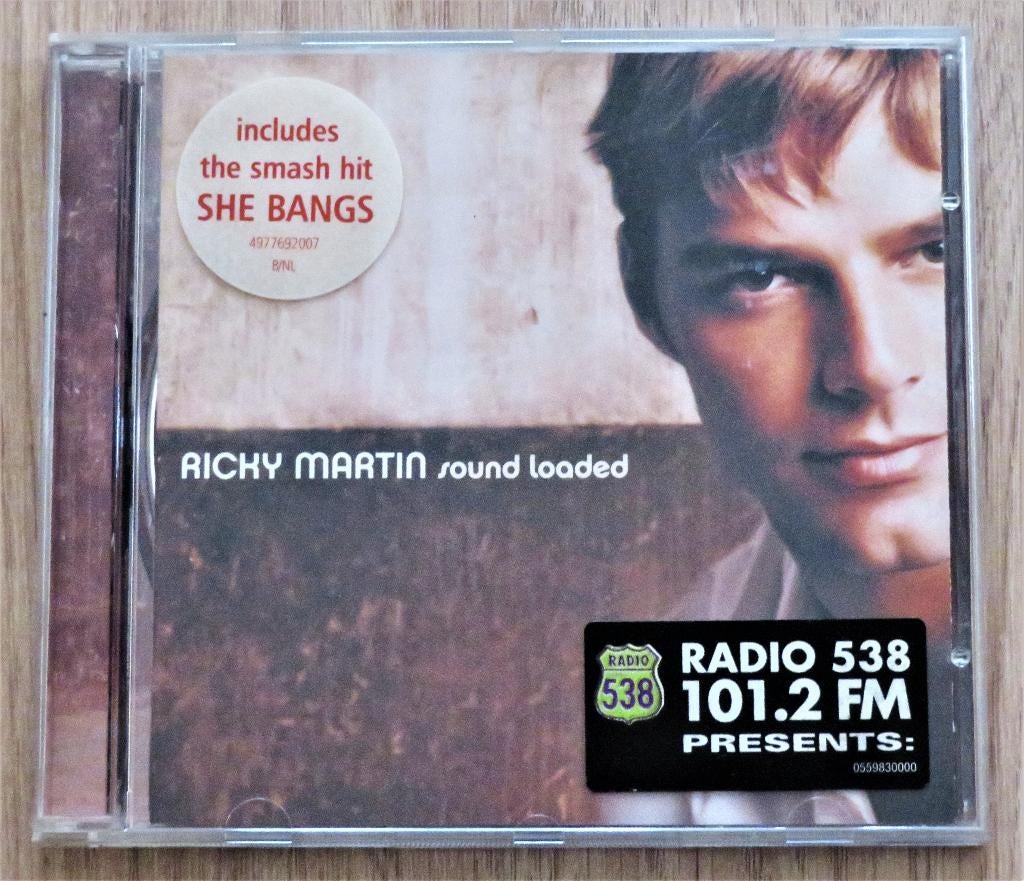 includes
the smash hit
SHE BANGS
4977692007
B/NL
RICKY MARTIN sound loaded
RADIO
538
RADIO 538
101.2 FM
PRESENTS:
0559830000